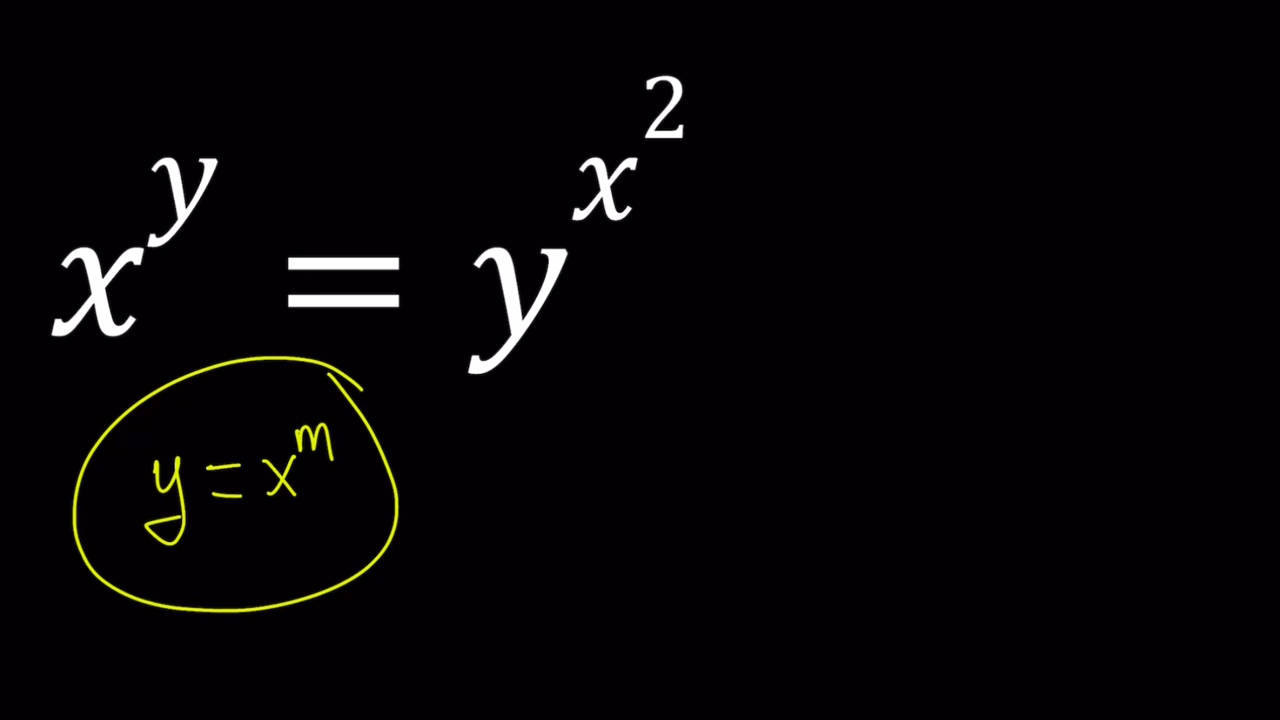 x^y = y^{x^2}
y = x^m